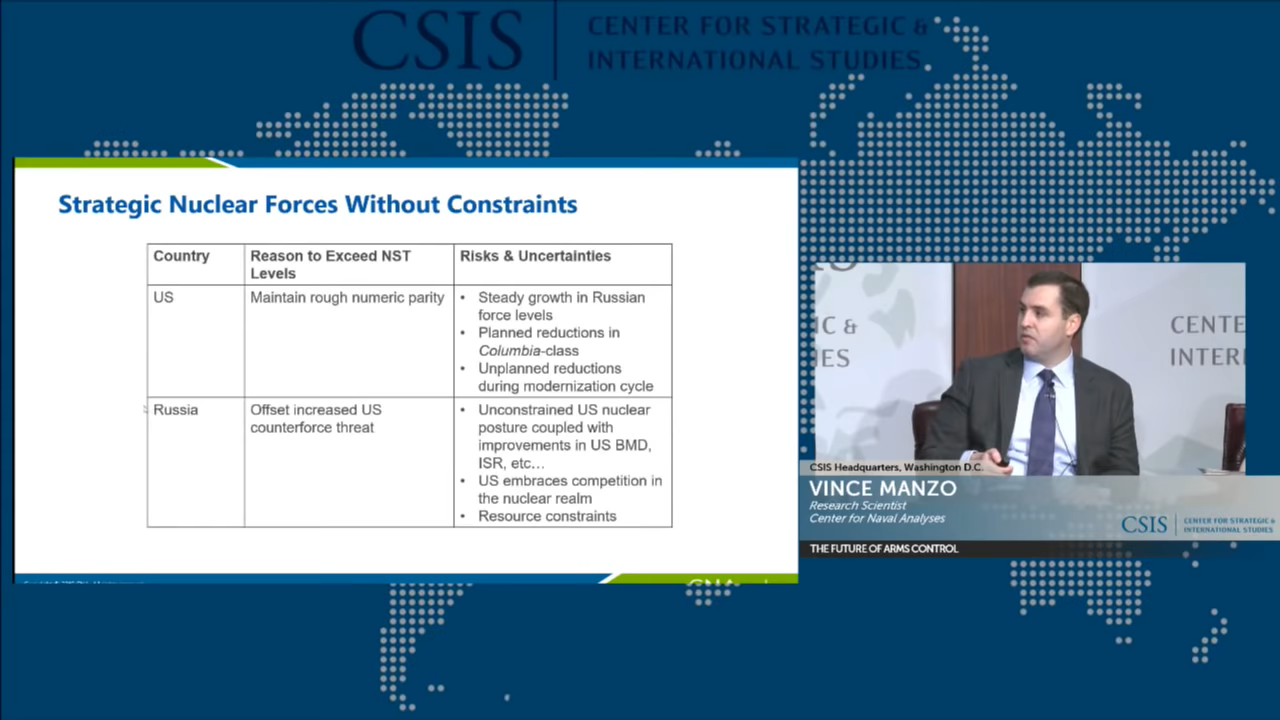 CSIS
CENTER FOR STRATEGIC &
INTERNATIONAL STUDIES
Strategic Nuclear Forces Without Constraints
Country
Reason to Exceed NST
Levels
Risks & Uncertainties
US
Maintain rough numeric parity
• Steady growth in Russian
force levels
• Planned reductions in
Columbia-class
• Unplanned reductions
during modernization cycle
Russia
Offset increased US
counterforce threat
• Unconstrained US nuclear
posture coupled with
improvements in US BMD,
ISR, etc…
• US embraces competition in
the nuclear realm
• Resource constraints
IC &
IES
CENTE
INTER
CSIS Headquarters, Washington D.C.
VINCE MANZO
Research Scientist
Center for Naval Analyses
CSIS
CENTER FOR STRATEGIC &
INTERNATIONAL STUDIES
THE FUTURE OF ARMS CONTROL